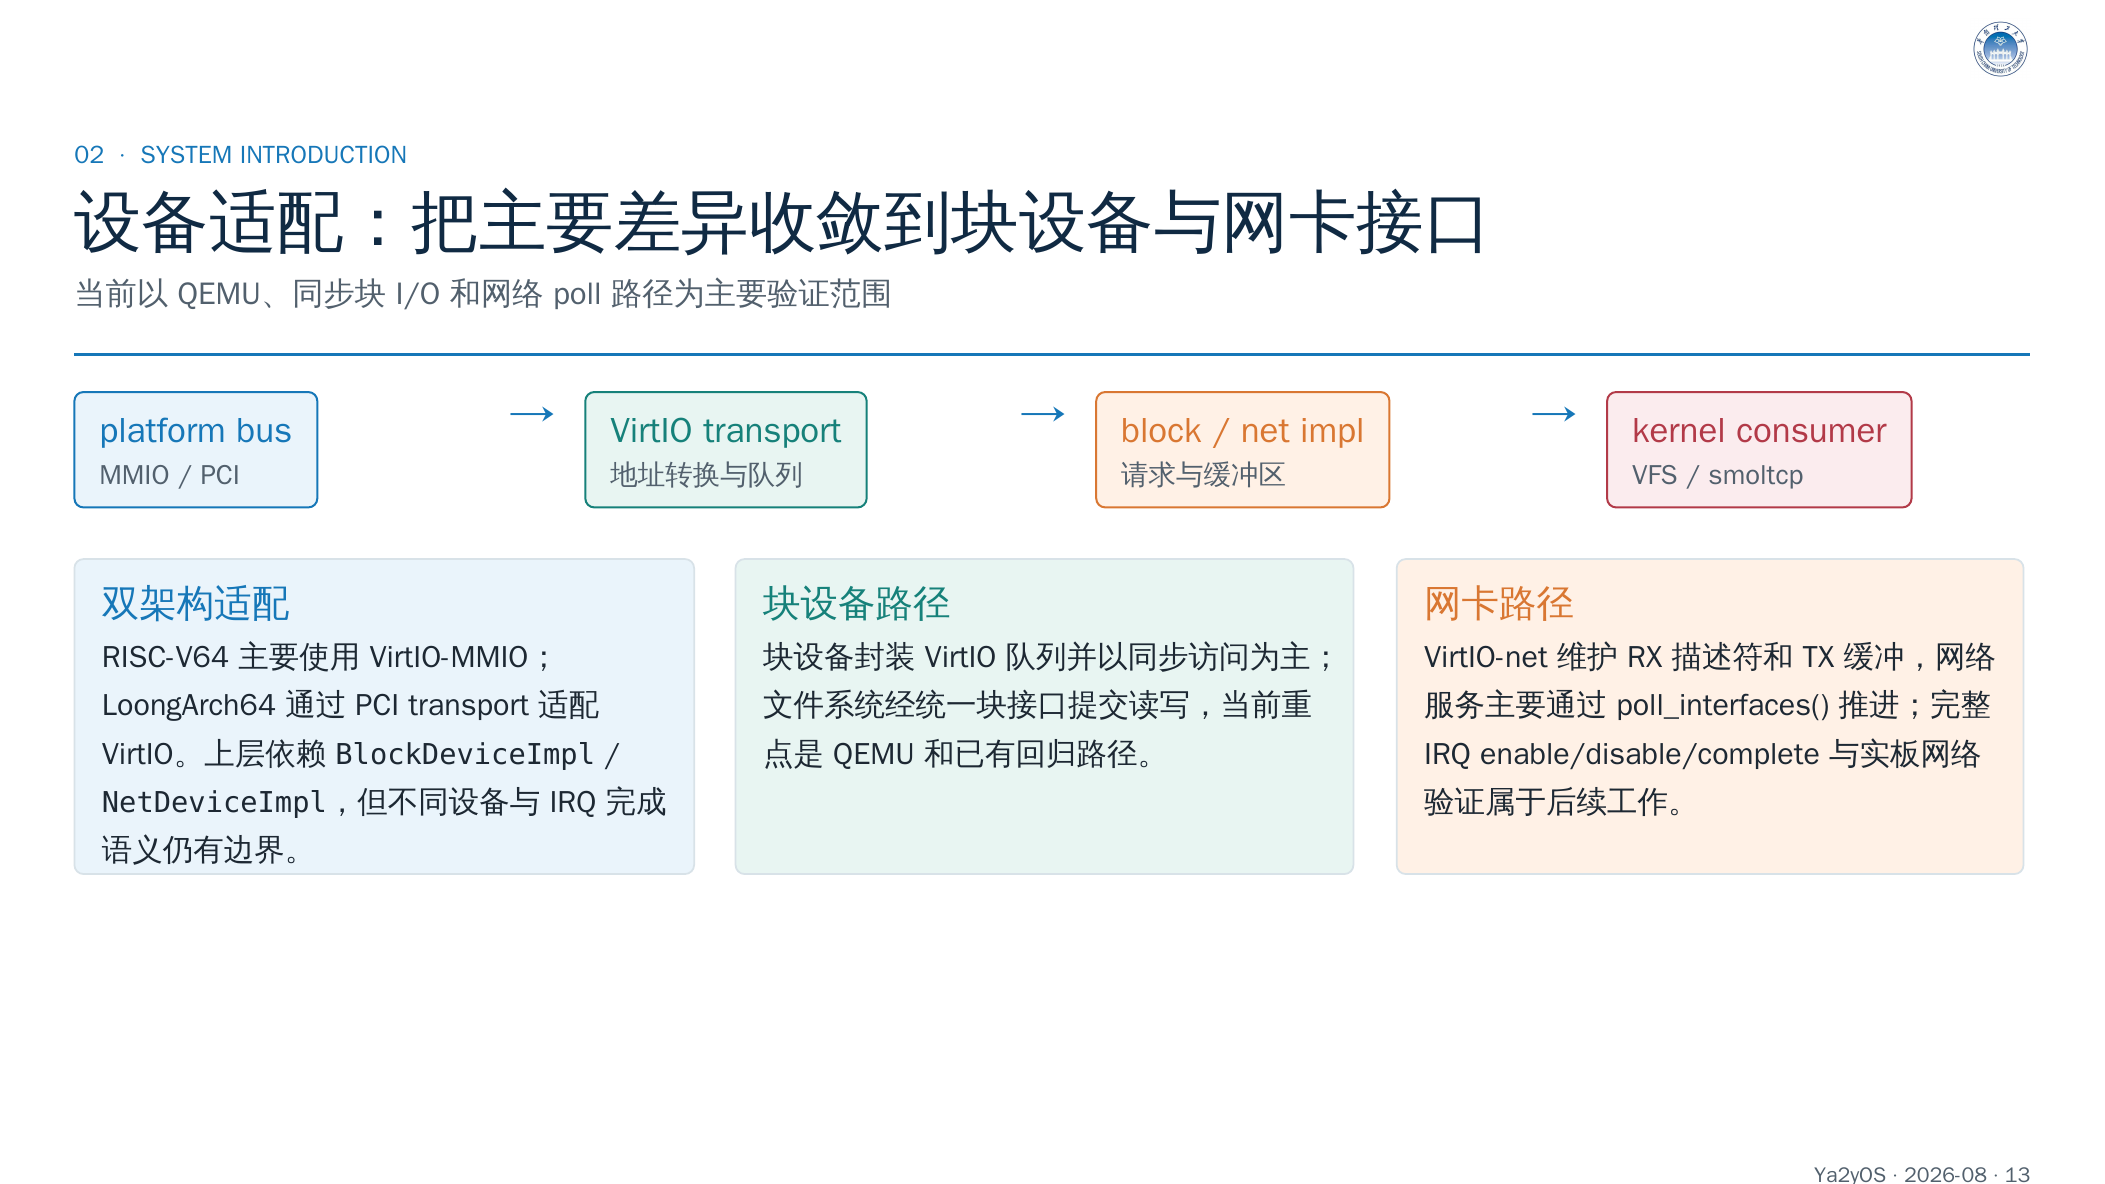 02 · SYSTEM INTRODUCTION
设备适配：把主要差异收敛到块设备与网卡接口
当前以 QEMU、同步块 I/O 和网络 poll 路径为主要验证范围
platform bus
MMIO / PCI
→
VirtIO transport
地址转换与队列
→
block / net impl
请求与缓冲区
→
kernel consumer
VFS / smoltcp
双架构适配
RISC-V64 主要使用 VirtIO-MMIO；
LoongArch64 通过 PCI transport 适配
VirtIO。上层依赖 BlockDeviceImpl /
NetDeviceImpl，但不同设备与 IRQ 完成
语义仍有边界。
块设备路径
块设备封装 VirtIO 队列并以同步访问为主；
文件系统经统一块接口提交读写，当前重
点是 QEMU 和已有回归路径。
网卡路径
VirtIO-net 维护 RX 描述符和 TX 缓冲，网络
服务主要通过 poll_interfaces() 推进；完整
IRQ enable/disable/complete 与实板网络
验证属于后续工作。
Ya2yOS · 2026-08 · 13